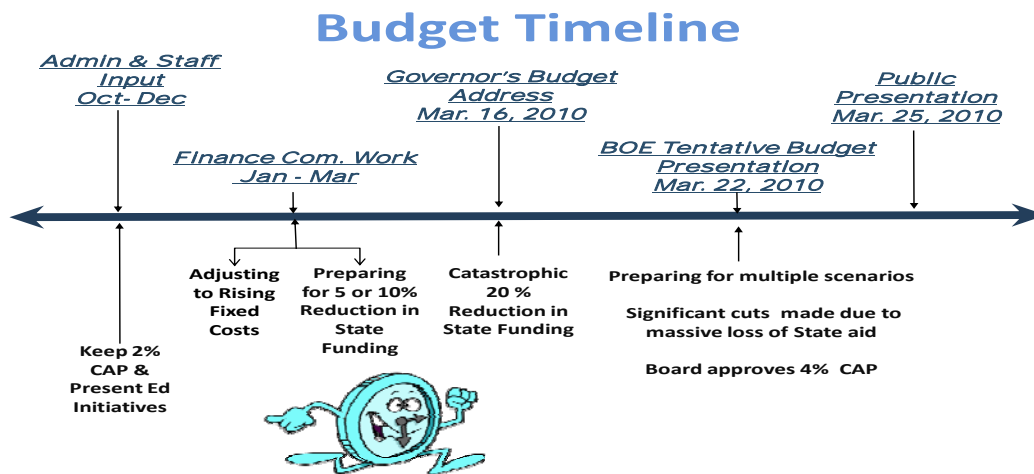 Budget Timeline
Admin & Staff
Input
Oct- Dec
Finance Com. Work
Jan - Mar
Governor's Budget
Address
Mar. 16, 2010
BOE Tentative Budget
Presentation
Mar. 22, 2010
Public
Presentation
Mar. 25, 2010
Keep 2%
CAP &
Present Ed
Initiatives
Adjusting
to Rising
Fixed
Costs
Preparing
for 5 or 10%
Reduction in
State
Funding
Catastrophic
20 %
Reduction in
State Funding
Preparing for multiple scenarios
Significant cuts made due to
massive loss of State aid
Board approves 4% CAP